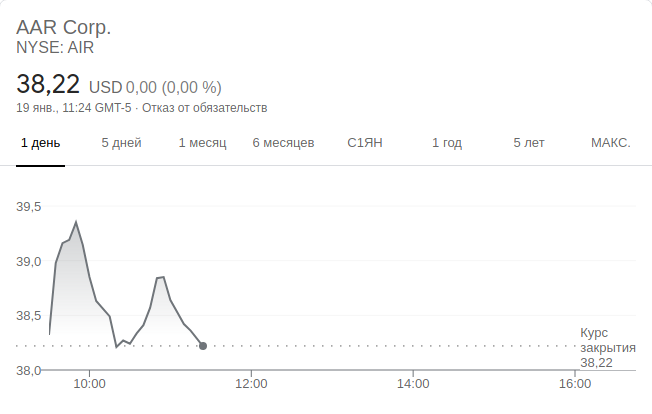 AAR Corp.
NYSE: AIR
38,22 USD 0,00 (0,00 %)
19 янв., 11:24 GMT-5 · Отказ от обязательств
1 день 5 дней 1 месяц 6 месяцев С1ЯН 1 год 5 лет МАКС.
39,5
39,0
38,5
Курс
закрытия
38,22
38,0
10:00 12:00 14:00 16:00